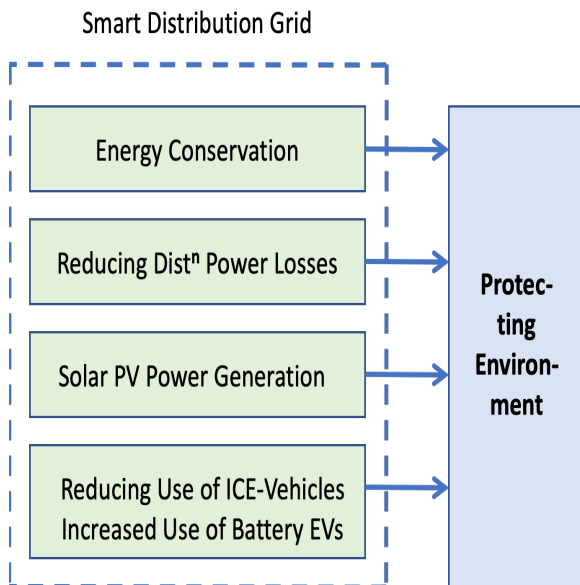 Smart Distribution Grid
Energy Conservation
Reducing Distⁿ Power Losses
Solar PV Power Generation
Reducing Use of ICE-Vehicles
Increased Use of Battery EVs
Protec-
ting
Environ-
ment